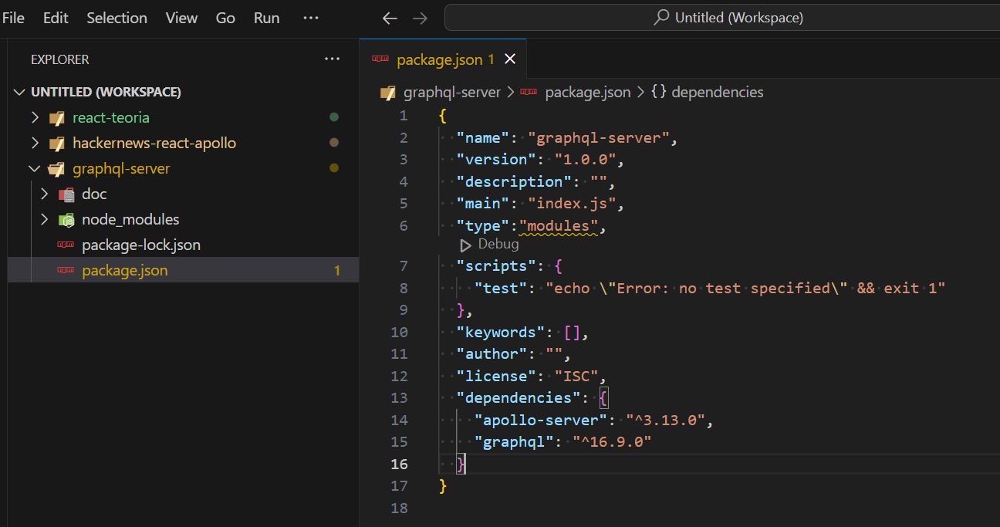 File Edit Selection View Go Run ··· ← → Untitled (Workspace)
EXPLORER ···
UNTITLED (WORKSPACE)
react-teoria
hackernews-react-apollo
graphql-server
doc
node_modules
package-lock.json
package.json 1
package.json 1
graphql-server > package.json > {} dependencies
1 {
2 "name": "graphql-server",
3 "version": "1.0.0",
4 "description": "",
5 "main": "index.js",
6 "type":"modules",
Debug
7 "scripts": {
8 "test": "echo \"Error: no test specified\" && exit 1"
9 },
10 "keywords": [],
11 "author": "",
12 "license": "ISC",
13 "dependencies": {
14 "apollo-server": "^3.13.0",
15 "graphql": "^16.9.0"
16 }
17 }
18